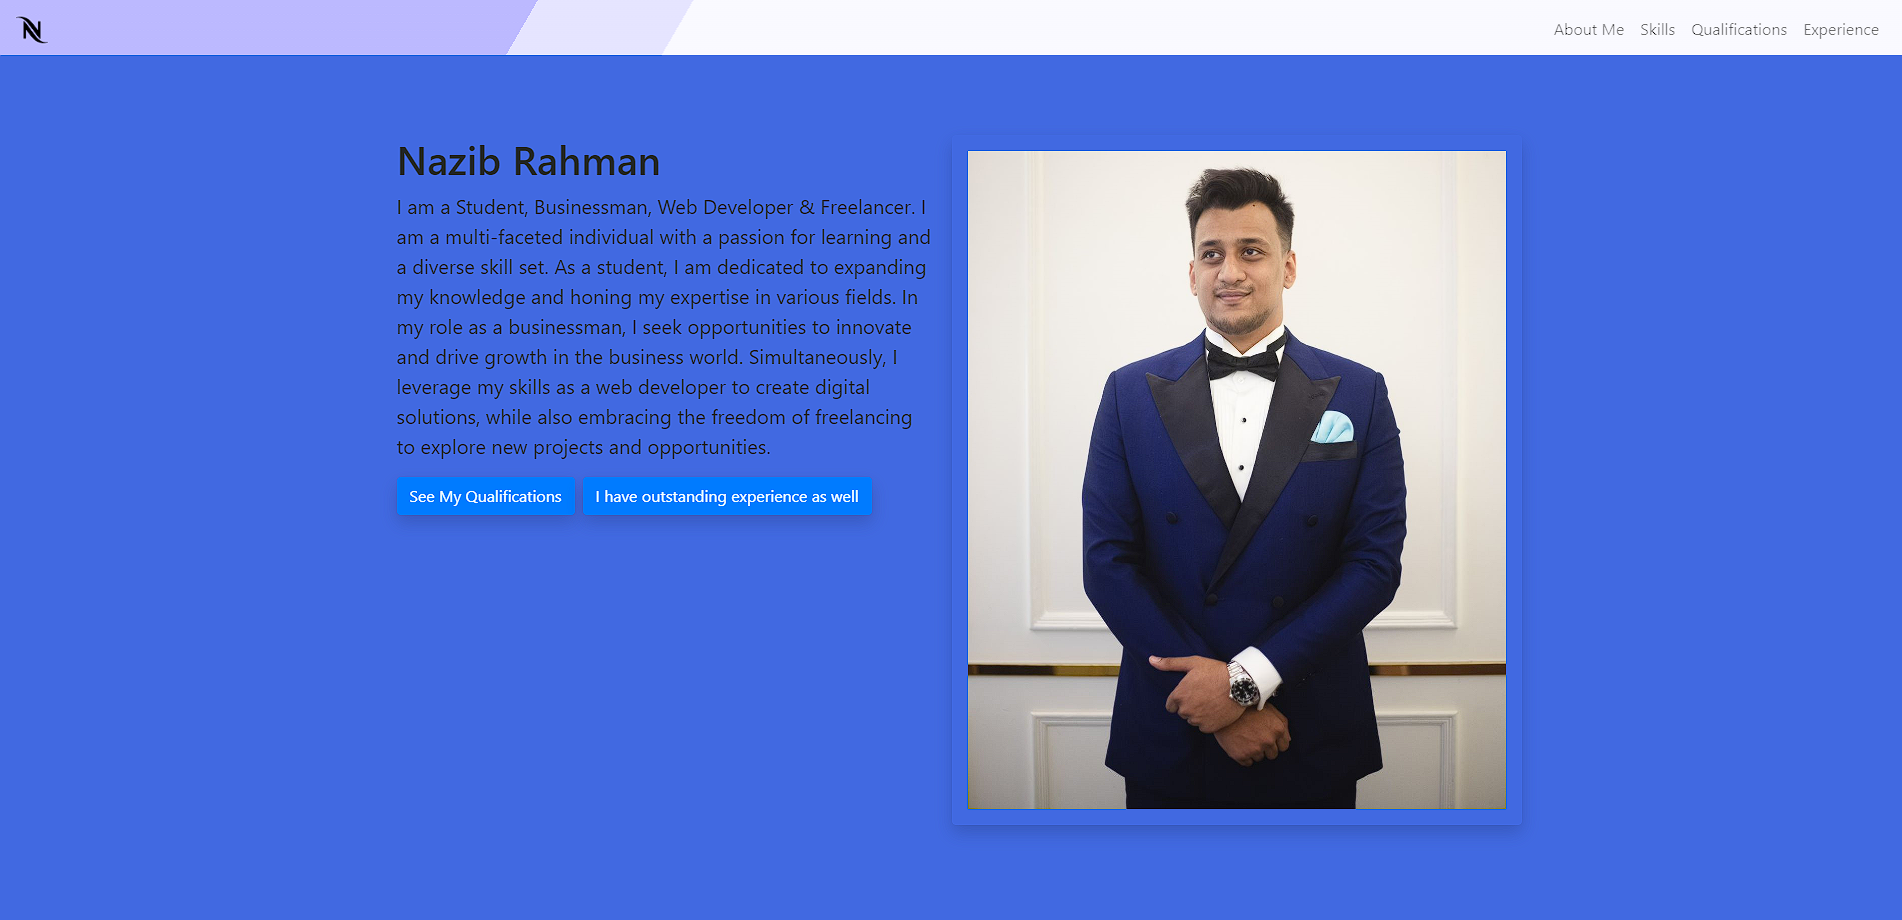 N
About Me Skills Qualifications Experience
Nazib Rahman
I am a Student, Businessman, Web Developer & Freelancer. I
am a multi-faceted individual with a passion for learning and
a diverse skill set. As a student, I am dedicated to expanding
my knowledge and honing my expertise in various fields. In
my role as a businessman, I seek opportunities to innovate
and drive growth in the business world. Simultaneously, I
leverage my skills as a web developer to create digital
solutions, while also embracing the freedom of freelancing
to explore new projects and opportunities.
See My Qualifications I have outstanding experience as well